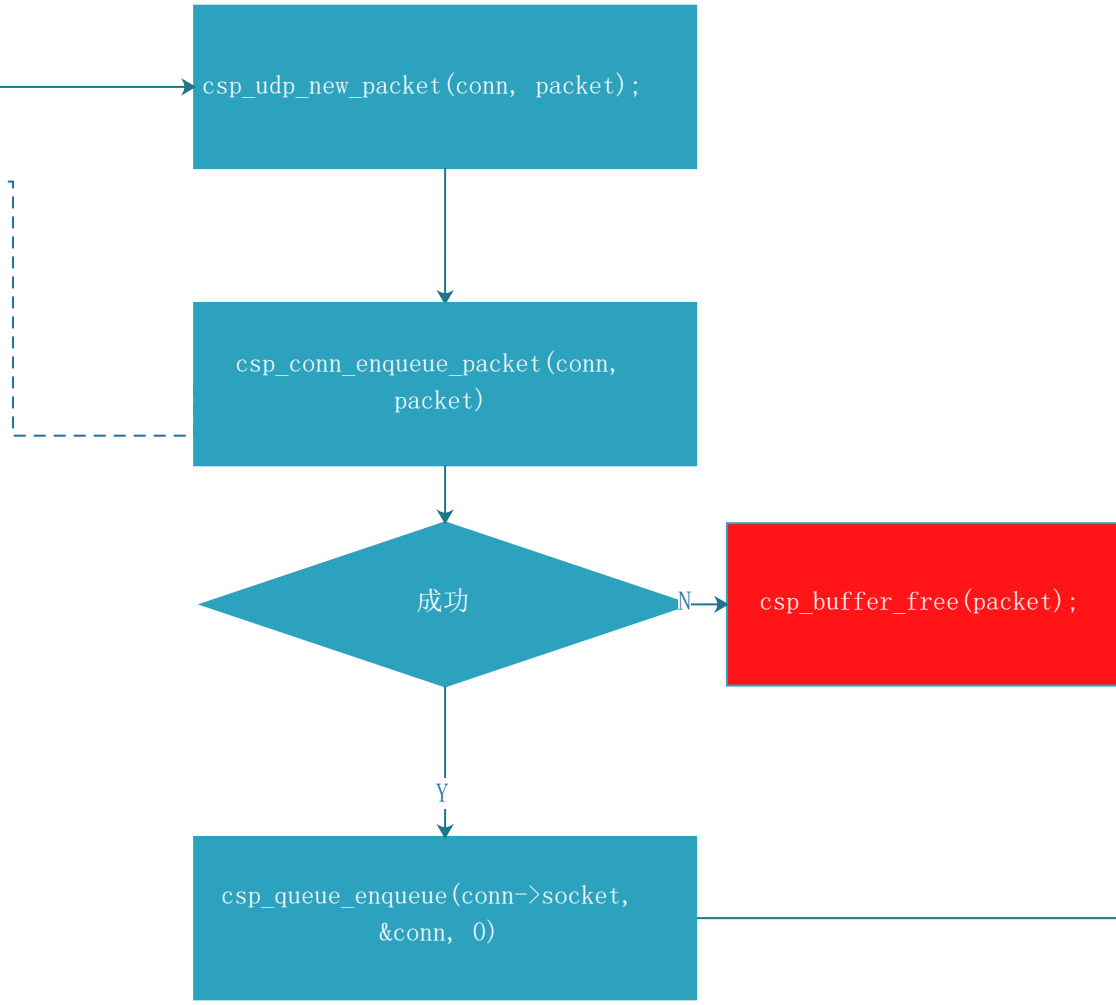 csp_udp_new_packet(conn, packet);
csp_conn_enqueue_packet(conn,
packet)
成功
N
csp_buffer_free(packet);
Y
csp_queue_enqueue(conn->socket,
&conn, 0)